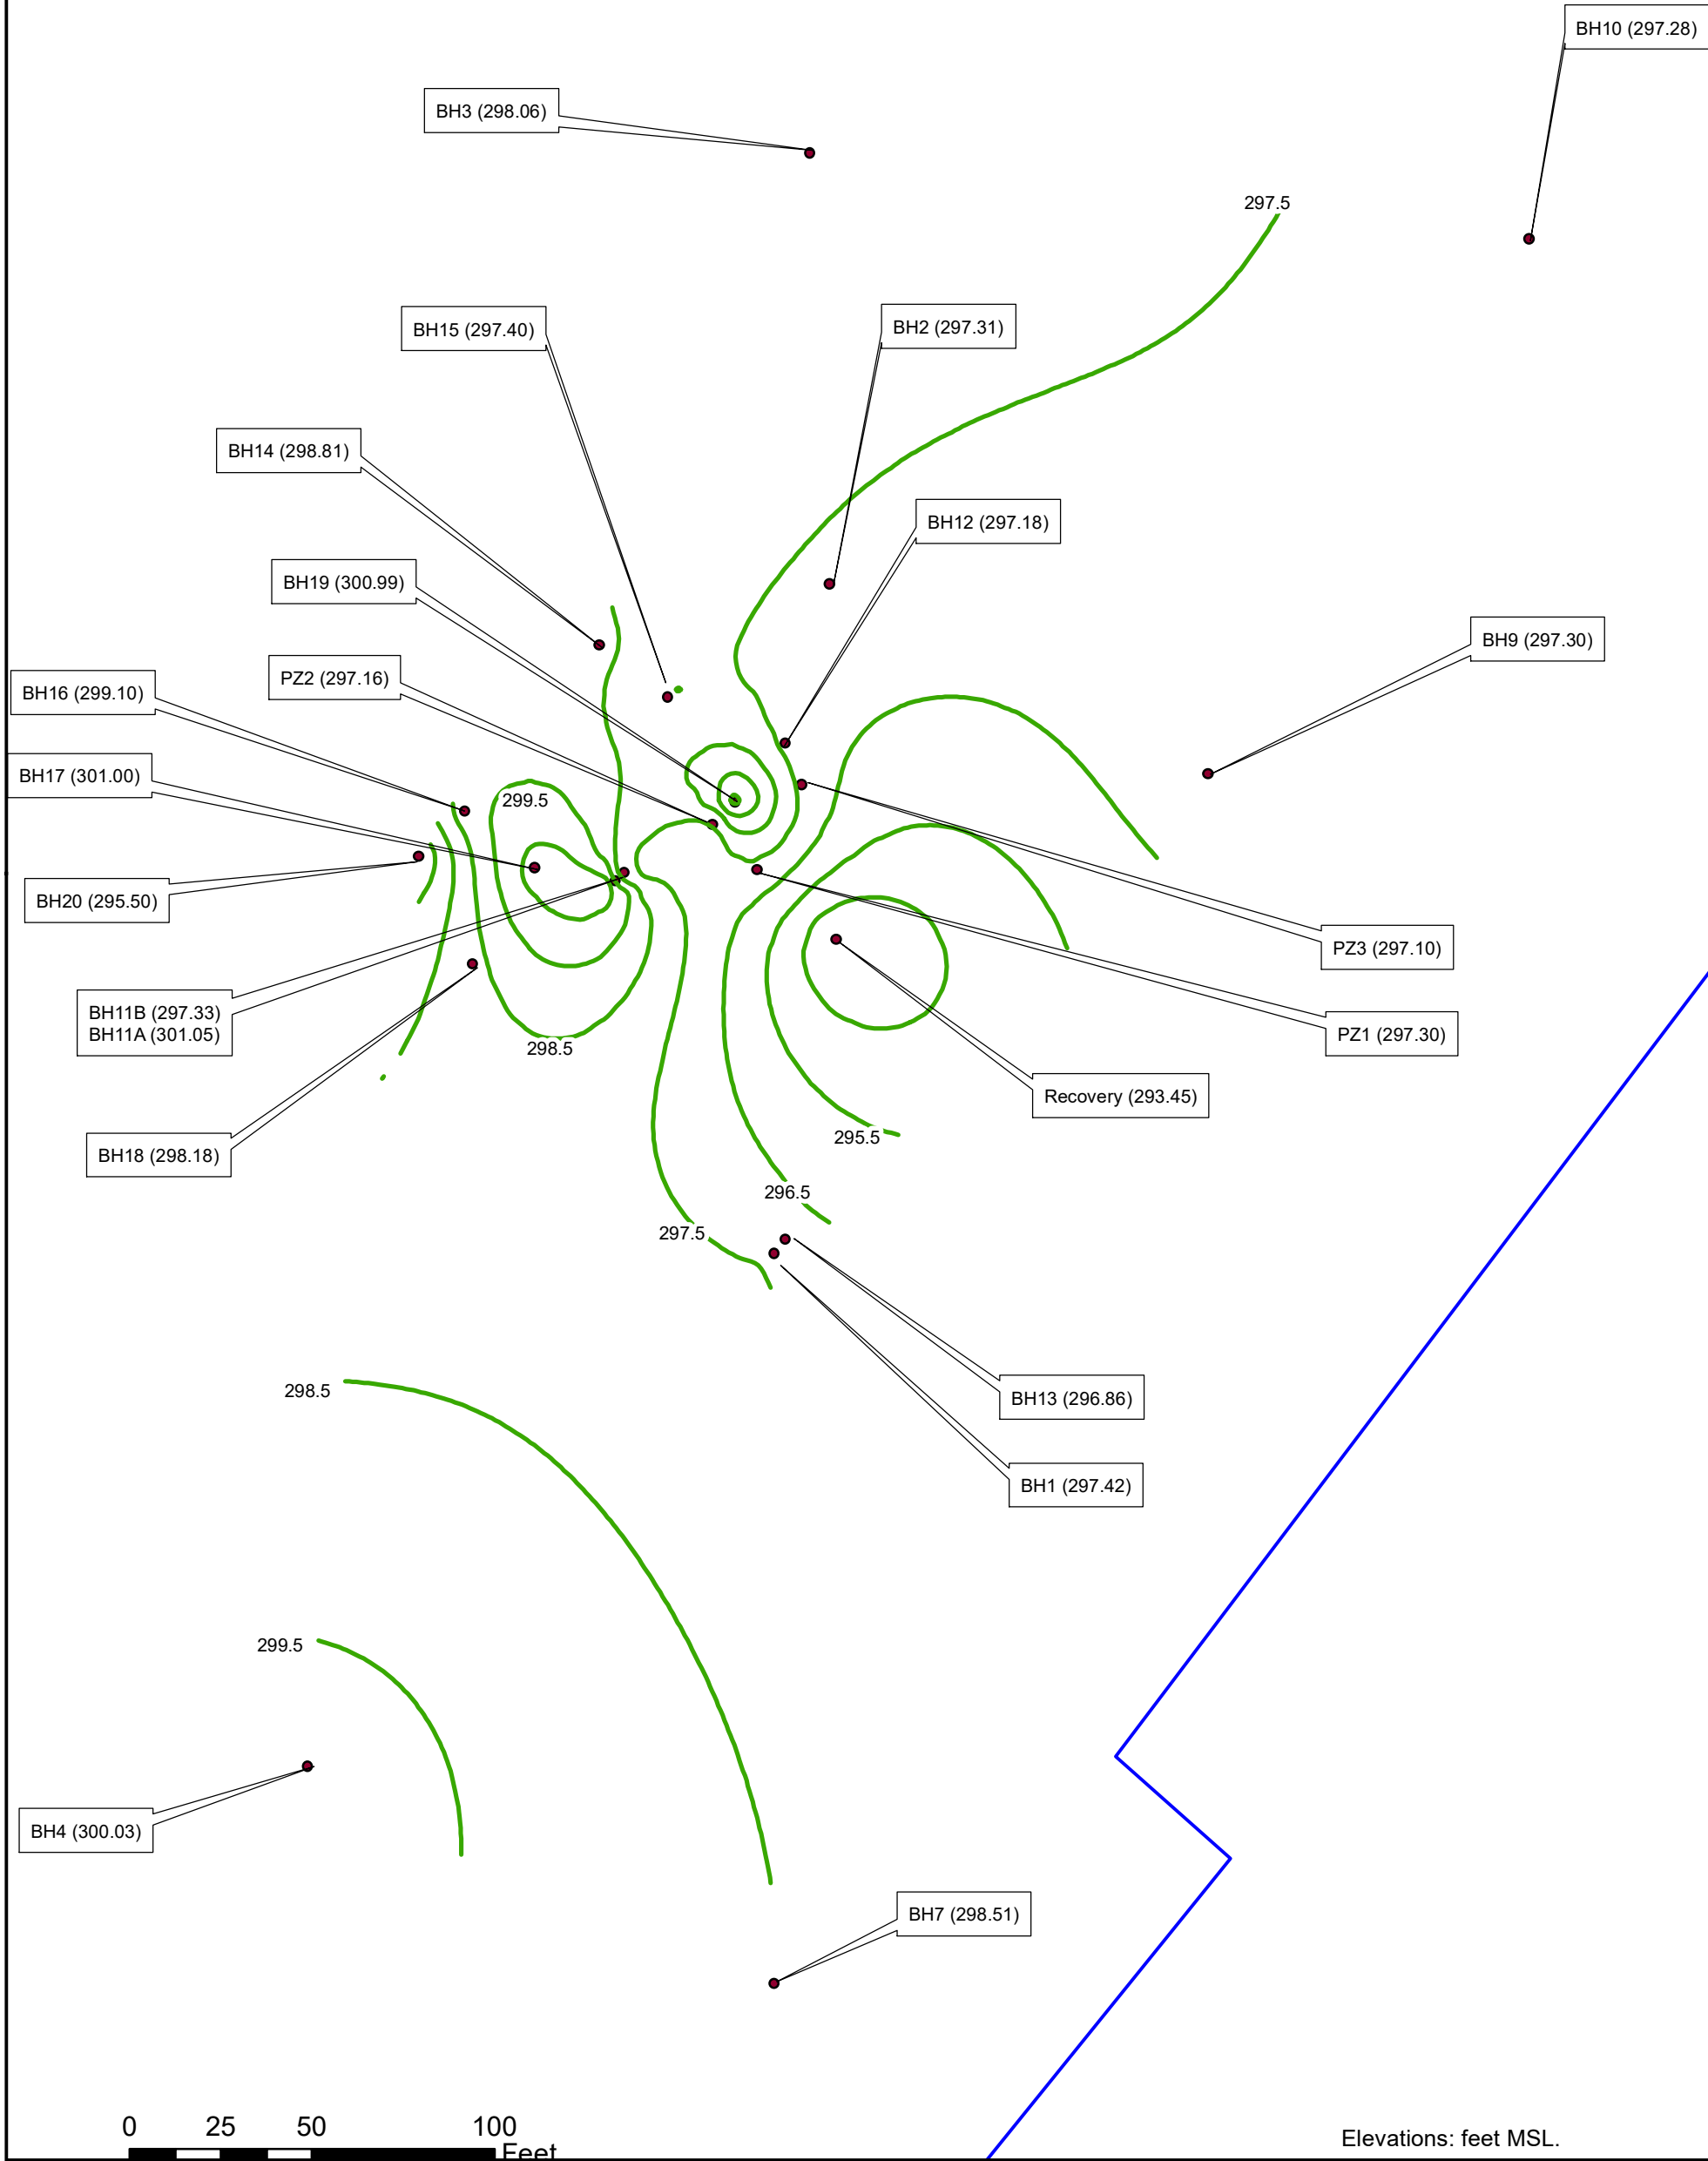 BH10 (297.28)
BH3 (298.06)
297.5
BH15 (297.40)
BH2 (297.31)
BH14 (298.81)
BH12 (297.18)
BH19 (300.99)
BH9 (297.30)
PZ2 (297.16)
BH16 (299.10)
BH17 (301.00)
299.5
BH20 (295.50)
PZ3 (297.10)
BH11B (297.33)
BH11A (301.05)
PZ1 (297.30)
298.5
Recovery (293.45)
295.5
BH18 (298.18)
296.5
297.5
298.5
BH13 (296.86)
BH1 (297.42)
299.5
BH4 (300.03)
BH7 (298.51)
0 25 50 100
Feet
Elevations: feet MSL.